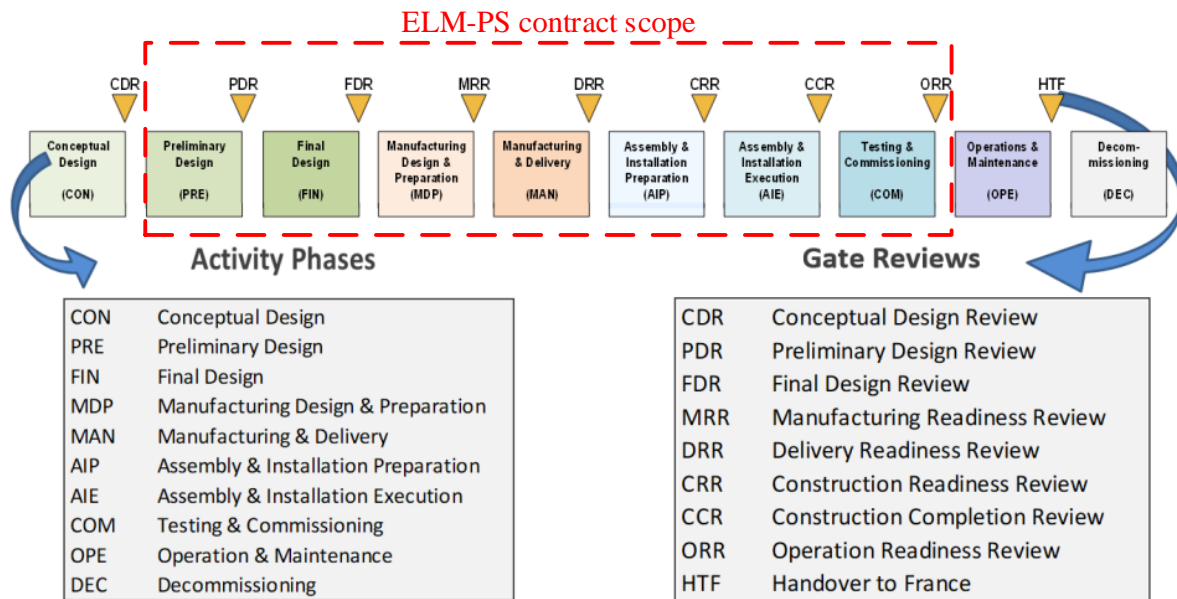 ELM-PS contract scope
CDR PDR FDR MRR DRR CRR CCR ORR HTF
Conceptual
Design
(CON)
Preliminary
Design
(PRE)
Final
Design
(FIN)
Manufacturing
Design &
Preparation
(MDP)
Manufacturing
& Delivery
(MAN)
Assembly &
Installation
Preparation
(AIP)
Assembly &
Installation
Execution
(AIE)
Testing &
Commissioning
(COM)
Operations &
Maintenance
(OPE)
Decom-
missioning
(DEC)
Activity Phases
CON Conceptual Design
PRE Preliminary Design
FIN Final Design
MDP Manufacturing Design & Preparation
MAN Manufacturing & Delivery
AIP Assembly & Installation Preparation
AIE Assembly & Installation Execution
COM Testing & Commissioning
OPE Operation & Maintenance
DEC Decommissioning
Gate Reviews
CDR Conceptual Design Review
PDR Preliminary Design Review
FDR Final Design Review
MRR Manufacturing Readiness Review
DRR Delivery Readiness Review
CRR Construction Readiness Review
CCR Construction Completion Review
ORR Operation Readiness Review
HTF Handover to France